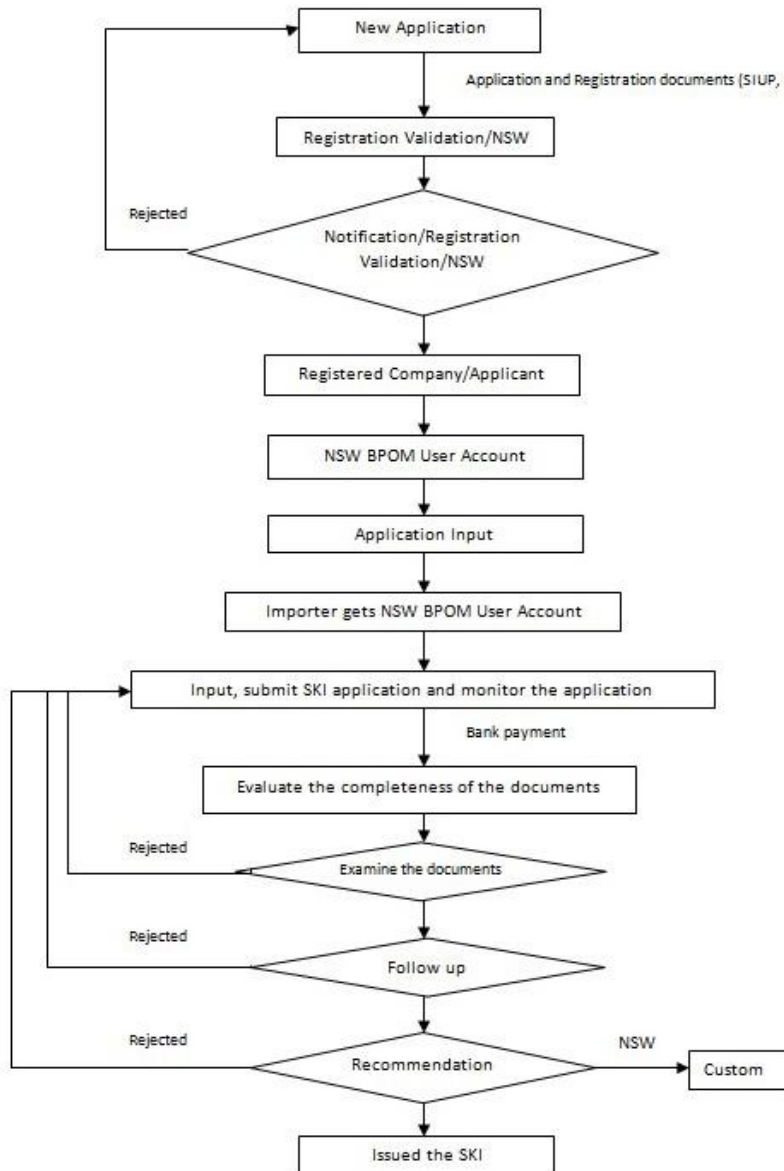 New Application
Application and Registration documents (SIUP,
Registration Validation/NSW
Rejected
Notification/Registration
Validation/NSW
Registered Company/Applicant
NSW BPOM User Account
Application Input
Importer gets NSW BPOM User Account
Input, submit SKI application and monitor the application
Bank payment
Evaluate the completeness of the documents
Rejected
Examine the documents
Rejected
Follow up
Rejected
Recommendation
NSW
Custom
Issued the SKI